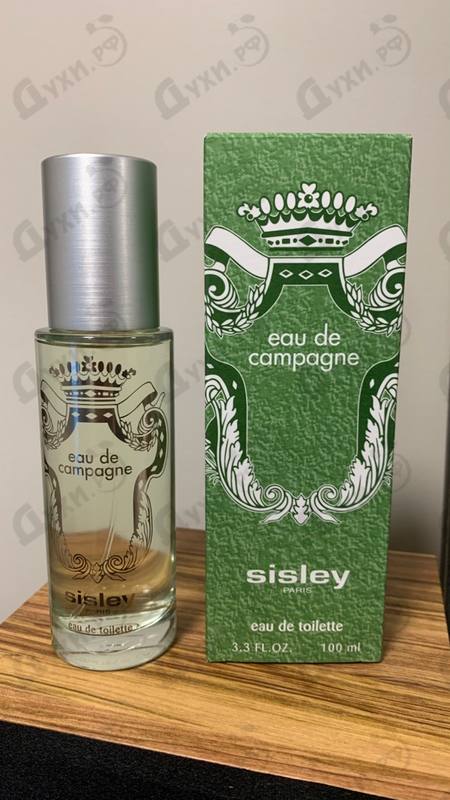 Духи.рф
eau de
campagne
sisley
PARIS
eau de toilette
eau de
campagne
sisley
PARIS
eau de toilette
3.3 FL.OZ. 100 ml